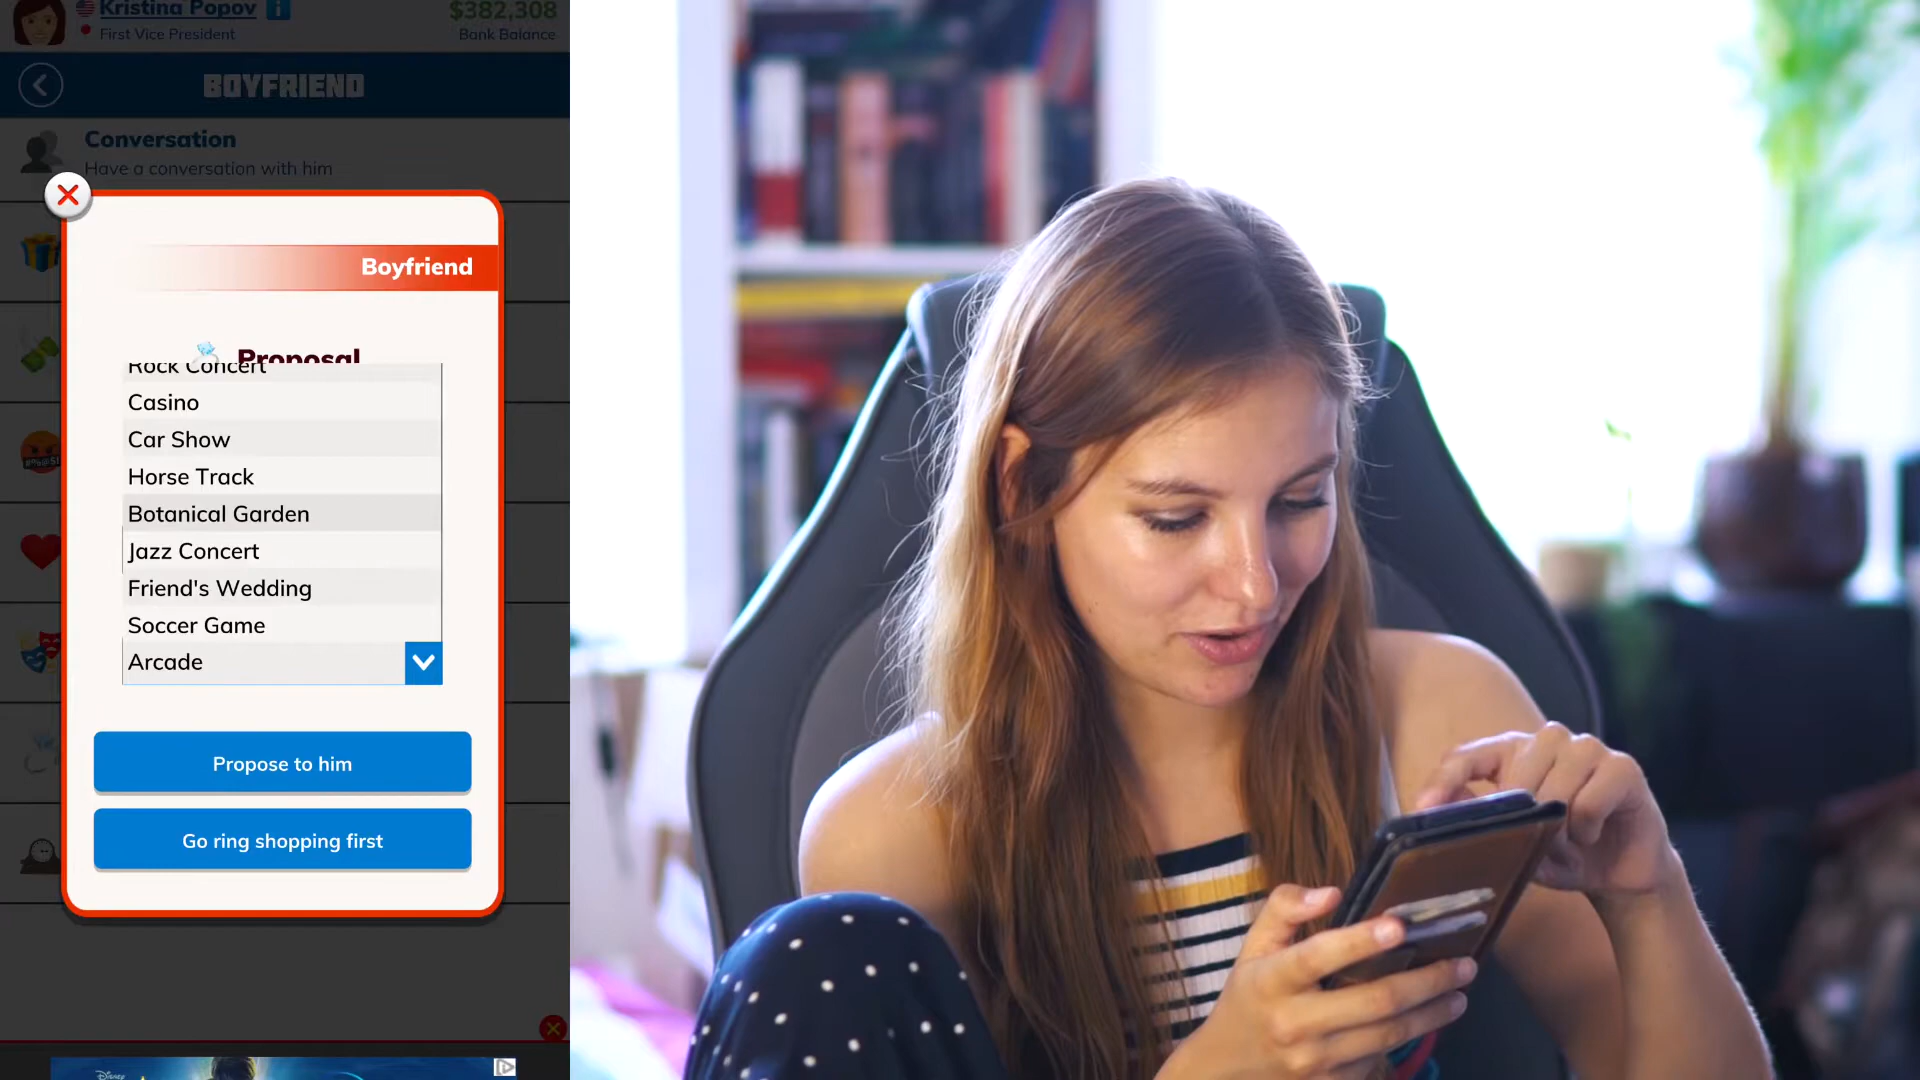 Kristina Popov
$382,308
First Vice President
Bank Balance
BOYFRIEND
Conversation
Have a conversation with him
Boyfriend
Proposal
Rock Concert
Casino
Car Show
Horse Track
Botanical Garden
Jazz Concert
Friend's Wedding
Soccer Game
Arcade
Propose to him
Go ring shopping first
Disney